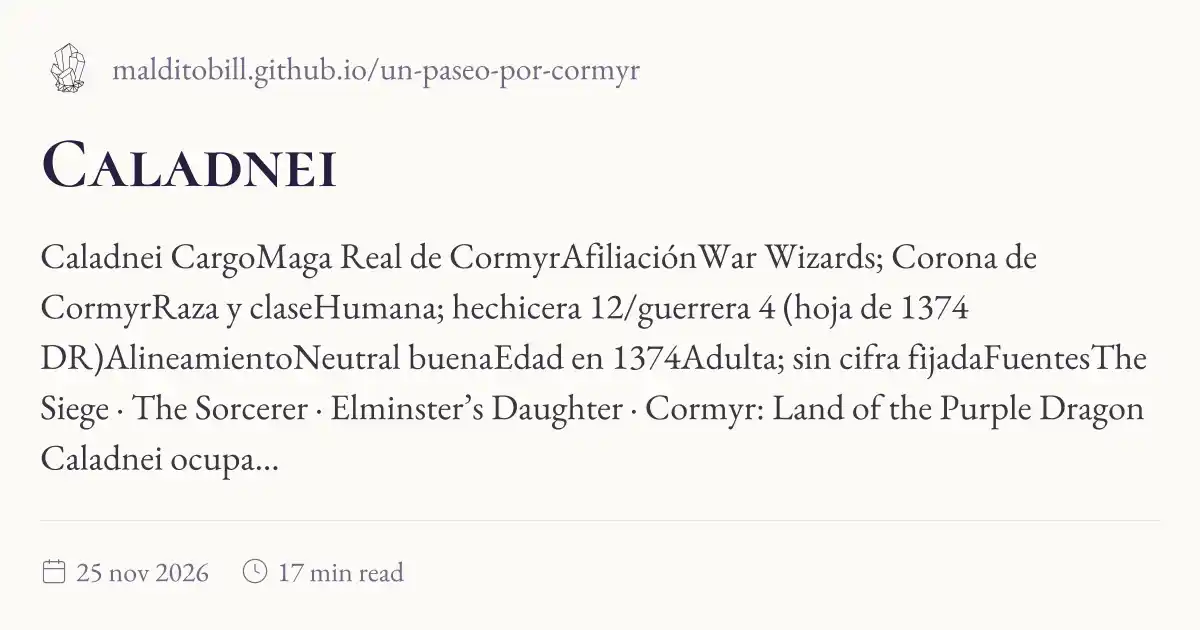 malditobill.github.io/un-paseo-por-cormyr
Caladnei
Caladnei CargoMaga Real de CormyrAfiliaciónWar Wizards; Corona de
CormyrRaza y claseHumana; hechicera 12/guerrera 4 (hoja de 1374
DR)AlineamientoNeutral buenaEdad en 1374Adulta; sin cifra fijadaFuentesThe
Siege · The Sorcerer · Elminster’s Daughter · Cormyr: Land of the Purple Dragon
Caladnei ocupa...
25 nov 2026 17 min read